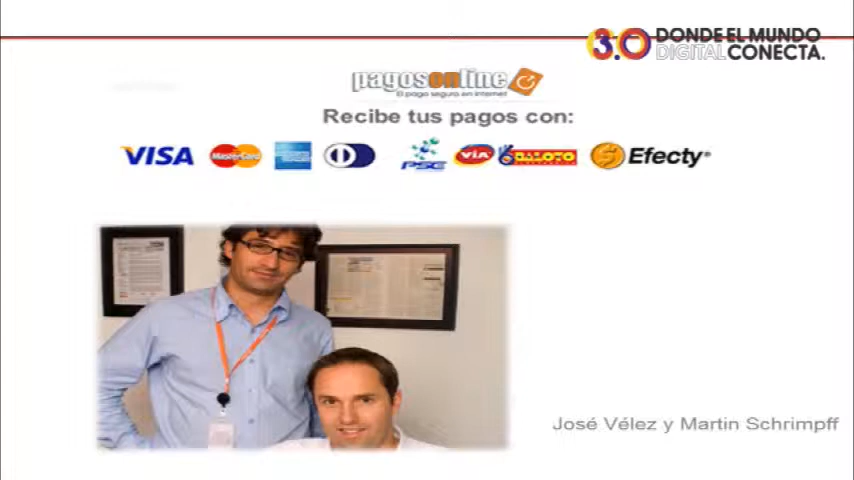 3.0 DONDE EL MUNDO
DIGITAL CONECTA.
pagosonline
El pago seguro en Internet
Recibe tus pagos con:
VISA MasterCard PSE VIA BALOTO Efecty
José Vélez y Martin Schrimpff